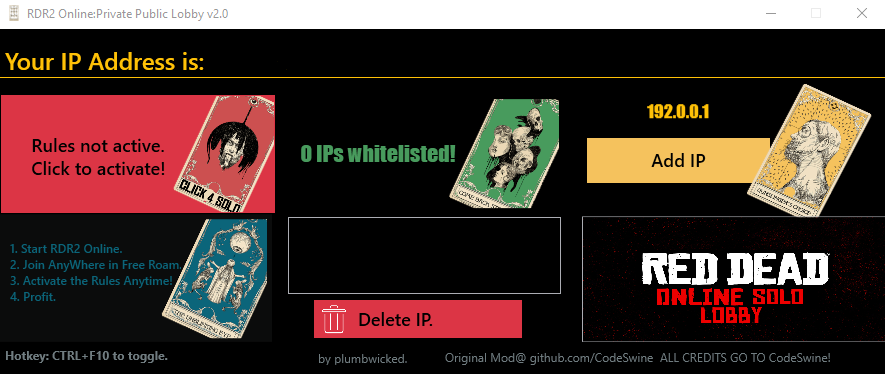 RDR2 Online:Private Public Lobby v2.0
Your IP Address is:
Rules not active.
Click to activate!
CLICK 4 SOLO
0 IPs whitelisted!
192.0.0.1
Add IP
1. Start RDR2 Online.
2. Join AnyWhere in Free Roam.
3. Activate the Rules Anytime!
4. Profit.
Delete IP.
RED DEAD
ONLINE SOLO
LOBBY
Hotkey: CTRL+F10 to toggle.
by plumbwicked.
Original Mod@ github.com/CodeSwine ALL CREDITS GO TO CodeSwine!